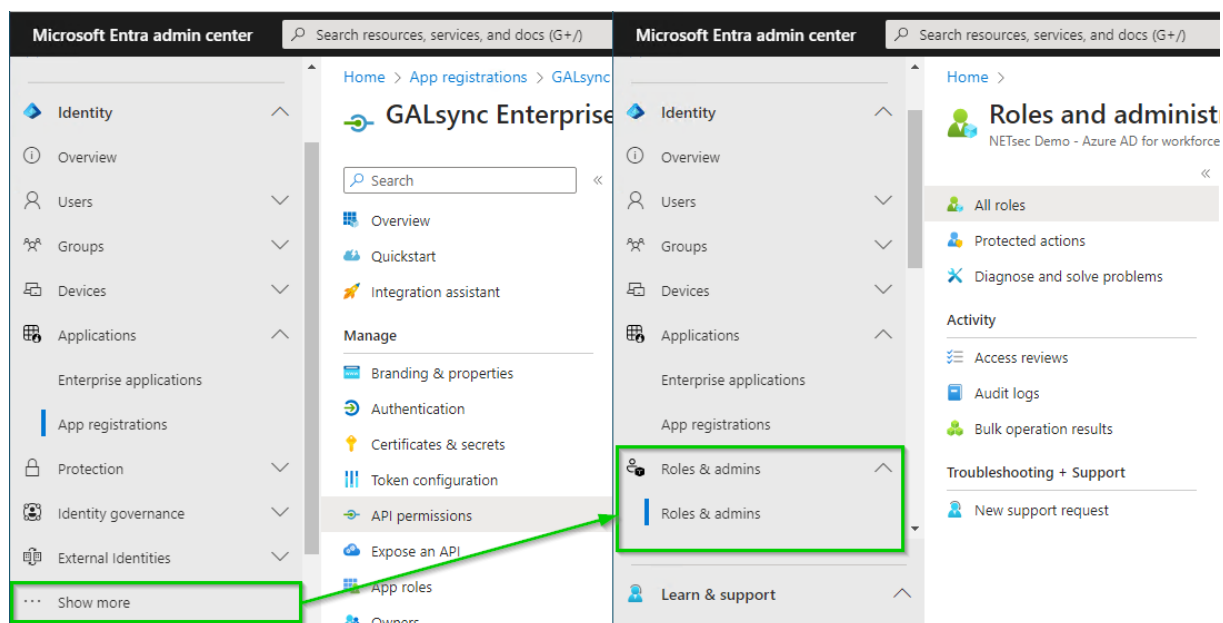 Microsoft Entra admin center
Search resources, services, and docs (G+/)
Identity
Overview
Users
Groups
Devices
Applications
Enterprise applications
App registrations
Protection
Identity governance
External Identities
Show more
Home > App registrations > GALsync
GALsync Enterprise
Search
Overview
Quickstart
Integration assistant
Manage
Branding & properties
Authentication
Certificates & secrets
Token configuration
API permissions
Expose an API
App roles
Owners
Microsoft Entra admin center
Search resources, services, and docs (G+/)
Identity
Overview
Users
Groups
Devices
Applications
Enterprise applications
App registrations
Roles & admins
Roles & admins
Learn & support
Home >
Roles and administ
NETsec Demo - Azure AD for workforce
All roles
Protected actions
Diagnose and solve problems
Activity
Access reviews
Audit logs
Bulk operation results
Troubleshooting + Support
New support request